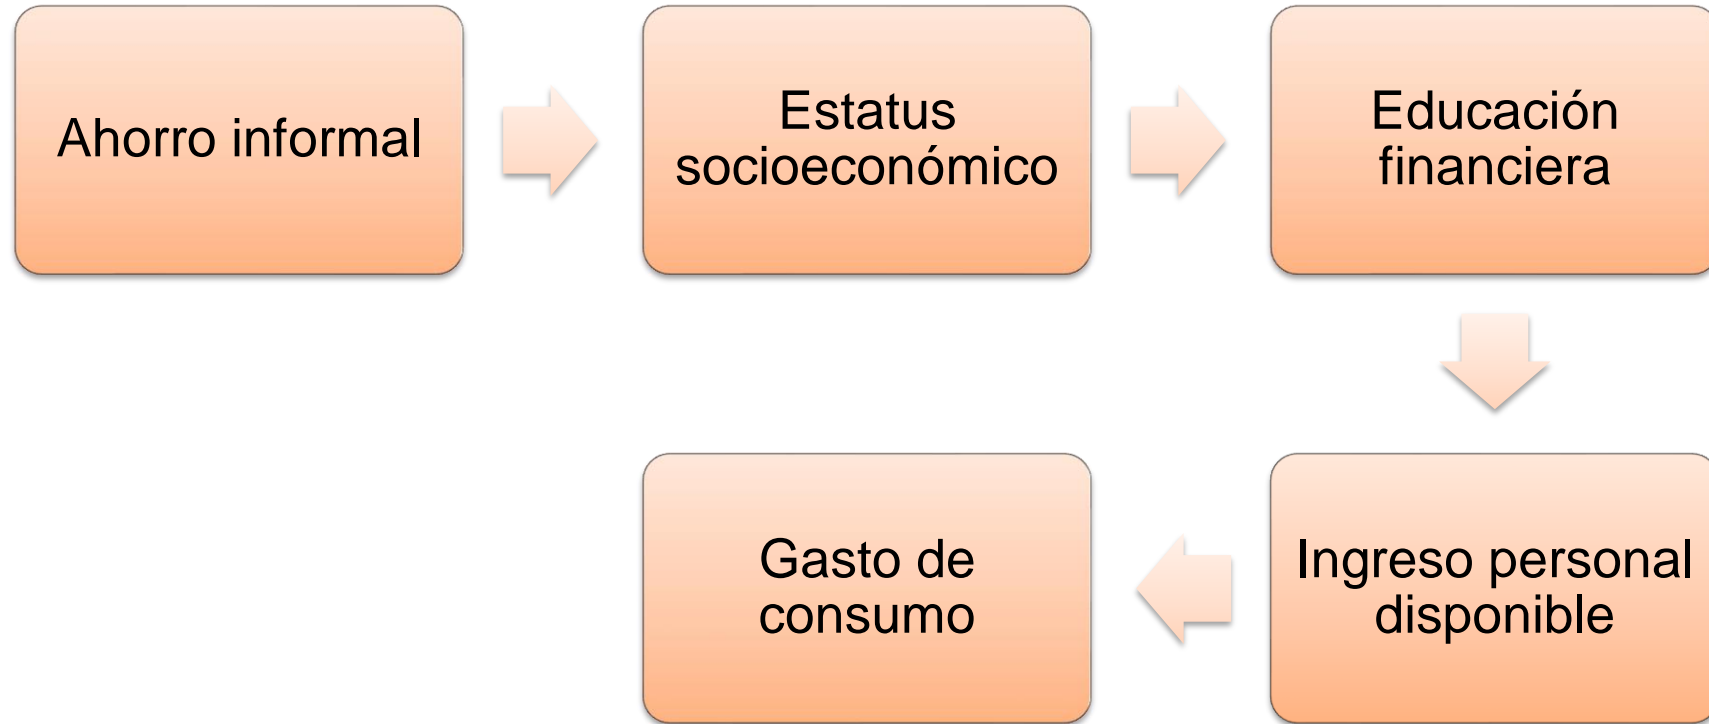 Ahorro informal
Estatus
socioeconómico
Educación
financiera
Ingreso personal
disponible
Gasto de
consumo